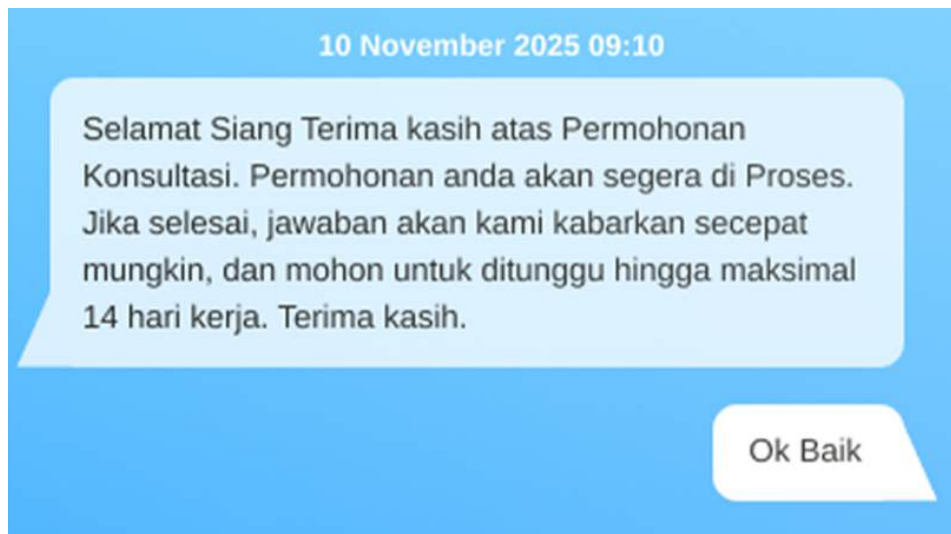 10 November 2025 09:10
Selamat Siang Terima kasih atas Permohonan
Konsultasi. Permohonan anda akan segera di Proses.
Jika selesai, jawaban akan kami kabarkan secepat
mungkin, dan mohon untuk ditunggu hingga maksimal
14 hari kerja. Terima kasih.
Ok Baik